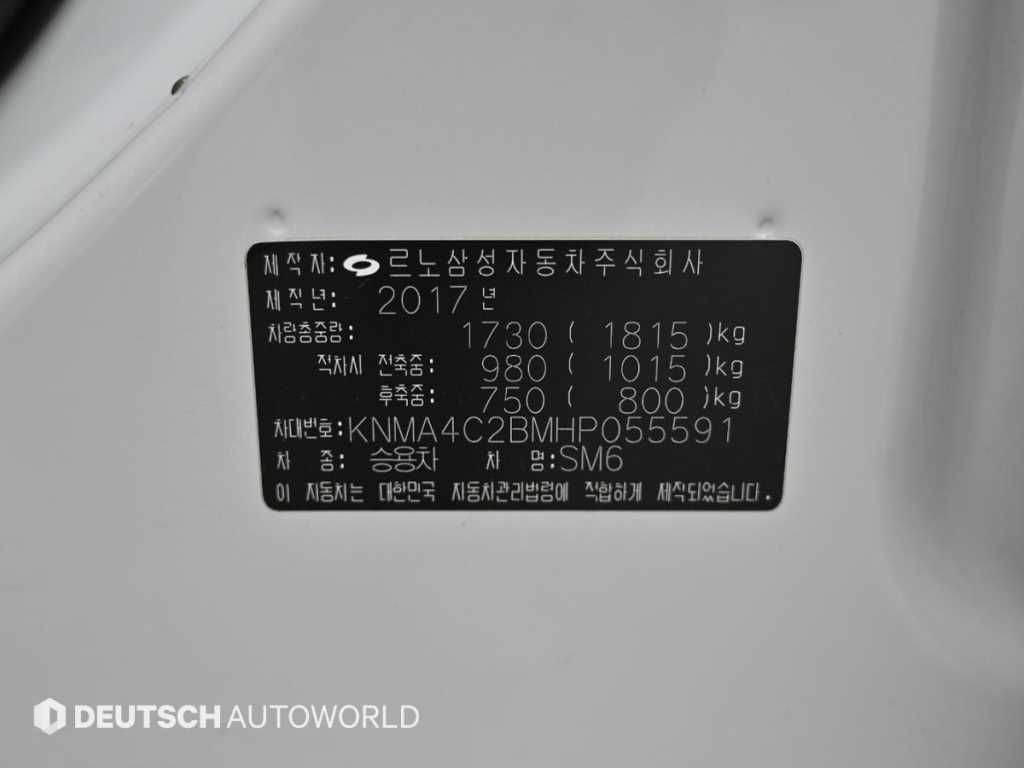 제작자: 르노삼성자동차주식회사
제작년: 2017년
차량총중량: 1730 ( 1815 )kg
적차시 전축중: 980 ( 1015 )kg
후축중: 750 ( 800 )kg
차대번호: KNMA4C2BMHP055591
차 종: 승용차 차 명: SM6
이 자동차는 대한민국 자동차관리법령에 적합하게 제작되었습니다.
DEUTSCH AUTOWORLD